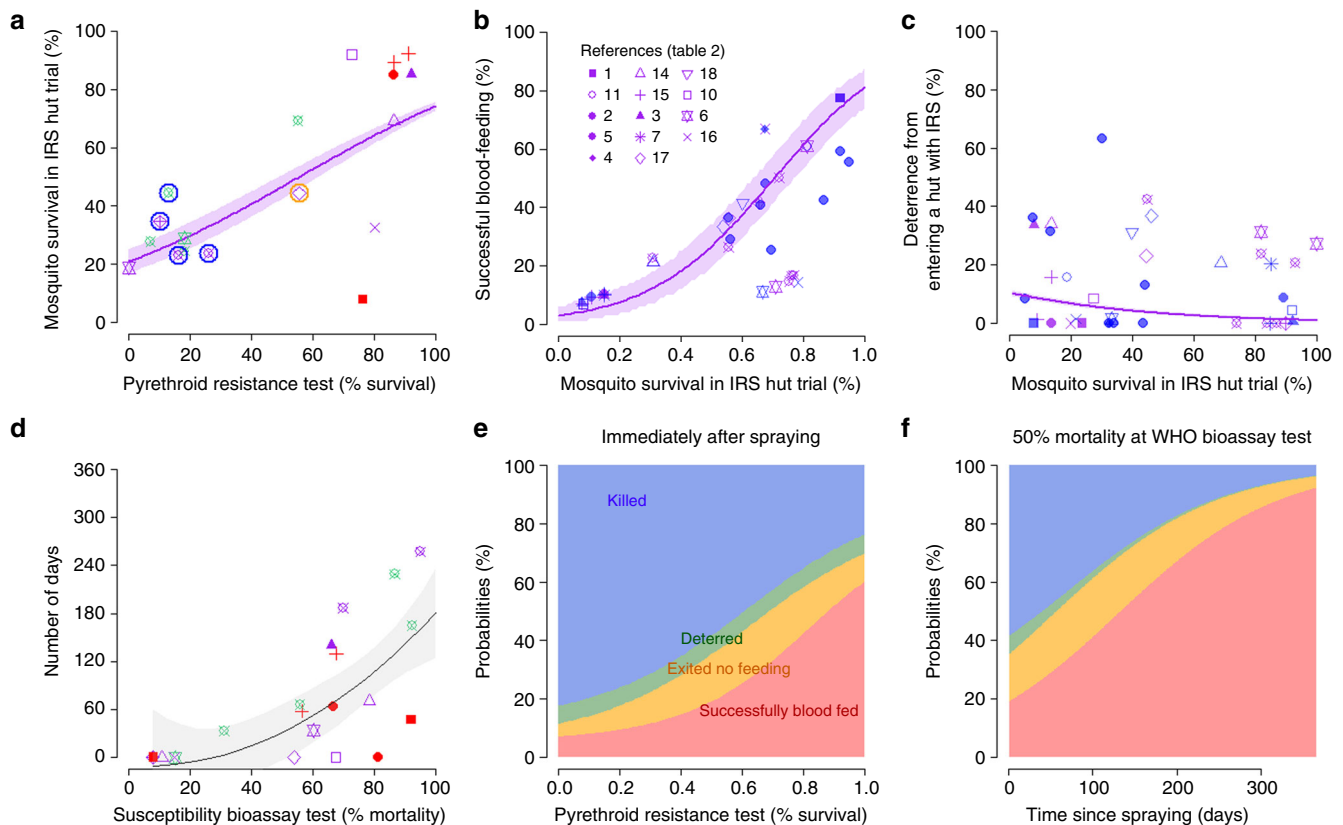 a
Mosquito survival in IRS hut trial (%)
100
80
60
40
20
0
0 20 40 60 80 100
Pyrethroid resistance test (% survival)
b
Successful blood-feeding (%)
100
80
60
40
20
0
References (table 2)
1 14 18
11 15 10
2 3 6
5 7 16
4 17
0.0 0.2 0.4 0.6 0.8 1.0
Mosquito survival in IRS hut trial (%)
c
Deterrence from
entering a hut with IRS (%)
100
80
60
40
20
0
0 20 40 60 80 100
Mosquito survival in IRS hut trial (%)
d
Number of days
360
300
240
180
120
60
0
0 20 40 60 80 100
Susceptibility bioassay test (% mortality)
e
Immediately after spraying
Probabilities (%)
100
80
60
40
20
0
Killed
Deterred
Exited no feeding
Successfully blood fed
0.0 0.2 0.4 0.6 0.8 1.0
Pyrethroid resistance test (% survival)
f
50% mortality at WHO bioassay test
Probabilities (%)
100
80
60
40
20
0
0 100 200 300
Time since spraying (days)